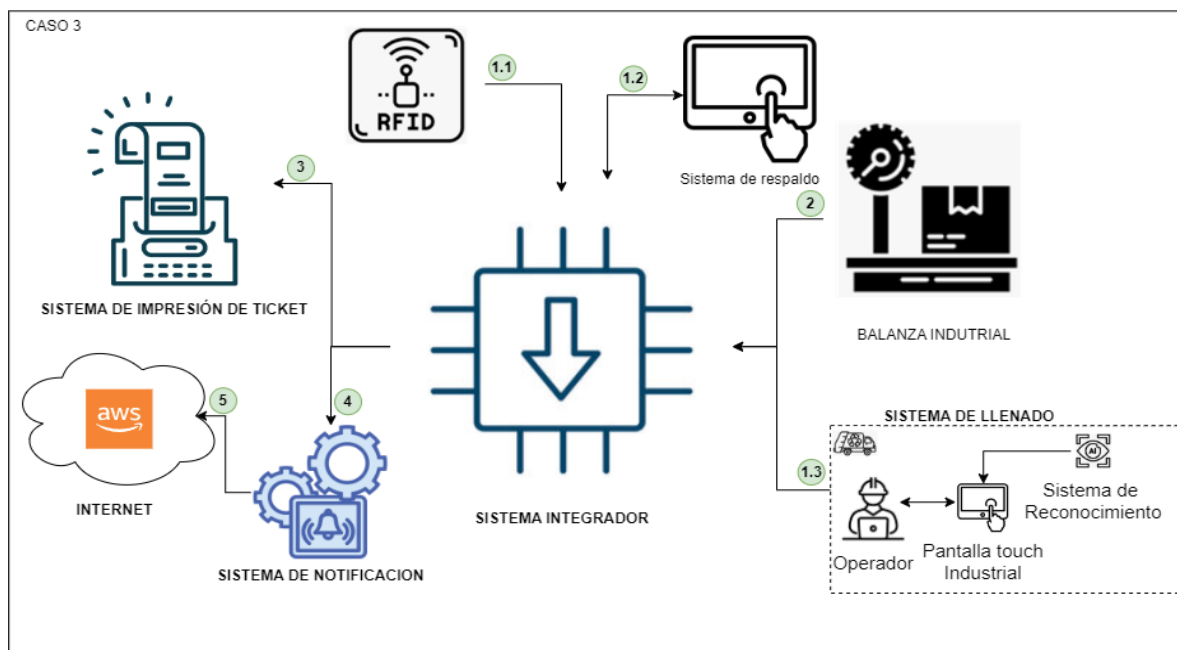 CASO 3
1.1
RFID
1.2
Sistema de respaldo
3
SISTEMA DE IMPRESIÓN DE TICKET
2
BALANZA INDUTRIAL
aws
5
INTERNET
4
SISTEMA DE NOTIFICACION
SISTEMA INTEGRADOR
SISTEMA DE LLENADO
1.3
AI
Sistema de
Reconocimiento
Operador
Pantalla touch
Industrial